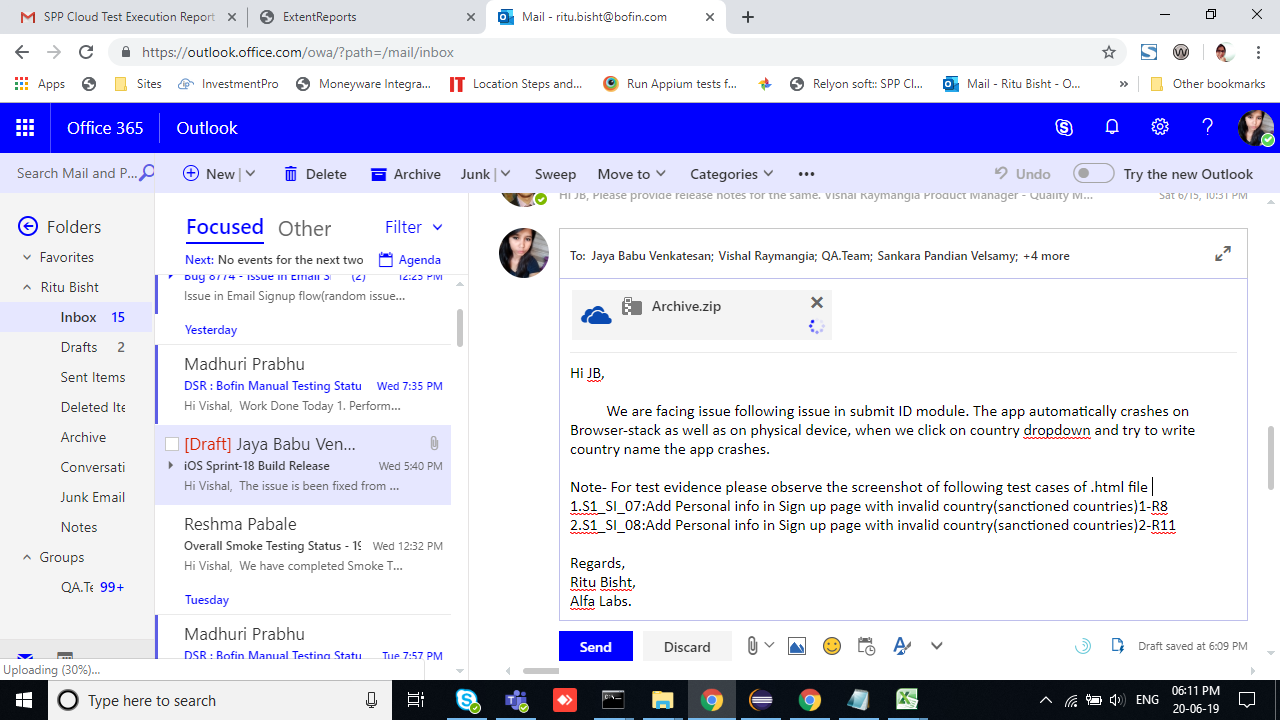 SPP Cloud Test Execution Report
ExtentReports
Mail - ritu.bisht@bofin.com
https://outlook.office.com/owa/?path=/mail/inbox
Apps
Sites
InvestmentPro
Moneyware Integra...
Location Steps and...
Run Appium tests f...
Relyon soft:: SPP Cl...
Mail - Ritu Bisht - O...
»
Other bookmarks
Office 365
Outlook
Search Mail and P...
New
Delete
Archive
Junk
Sweep
Move to
Categories
Undo
Try the new Outlook
Folders
Favorites
Ritu Bisht
Inbox 15
Drafts 2
Sent Items
Deleted Ite
Archive
Conversati
Junk Email
Notes
Groups
QA.Te 99+
Uploading (30%)...
Focused
Other
Filter
Next: No events for the next two
Agenda
Bug 8774 - Issue in Email S (2) 12:25 PM
Issue in Email Signup flow(random issue...
Yesterday
Madhuri Prabhu
DSR : Bofin Manual Testing Statu Wed 7:35 PM
Hi Vishal, Work Done Today 1. Perform...
[Draft] Jaya Babu Ven...
iOS Sprint-18 Build Release Wed 5:40 PM
Hi Vishal, The issue is been fixed from ...
Reshma Pabale
Overall Smoke Testing Status - 19 Wed 12:32 PM
Hi Vishal, We have completed Smoke T...
Tuesday
Madhuri Prabhu
DSR : Bofin Manual Testing Statu Tue 7:57 PM
Hi JB, Please provide release notes for the same. Vishal Raymangia Product Manager - Quality M...
Sat 6/15, 10:31 PM
To: Jaya Babu Venkatesan; Vishal Raymangia; QA.Team; Sankara Pandian Velsamy; +4 more
Archive.zip
Hi JB,
We are facing issue following issue in submit ID module. The app automatically crashes on
Browser-stack as well as on physical device, when we click on country dropdown and try to write
country name the app crashes.
Note- For test evidence please observe the screenshot of following test cases of .html file
1.S1_SI_07:Add Personal info in Sign up page with invalid country(sanctioned countries)1-R8
2.S1_SI_08:Add Personal info in Sign up page with invalid country(sanctioned countries)2-R11
Regards,
Ritu Bisht,
Alfa Labs.
Send
Discard
Draft saved at 6:09 PM
Type here to search
ENG
06:11 PM
20-06-19